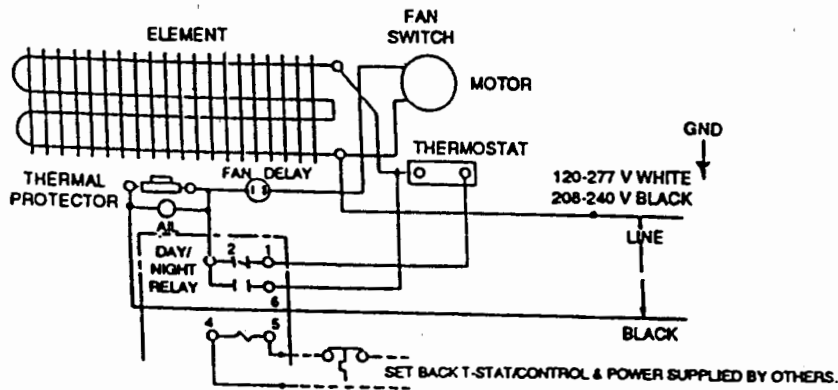 FAN
SWITCH
ELEMENT
MOTOR
GND
THERMOSTAT
THERMAL
PROTECTOR
FAN DELAY
120-277 V WHITE
208-240 V BLACK
LINE
DAY/
NIGHT
RELAY
2 1
6
4 5
BLACK
SET BACK T-STAT/CONTROL & POWER SUPPLIED BY OTHERS.